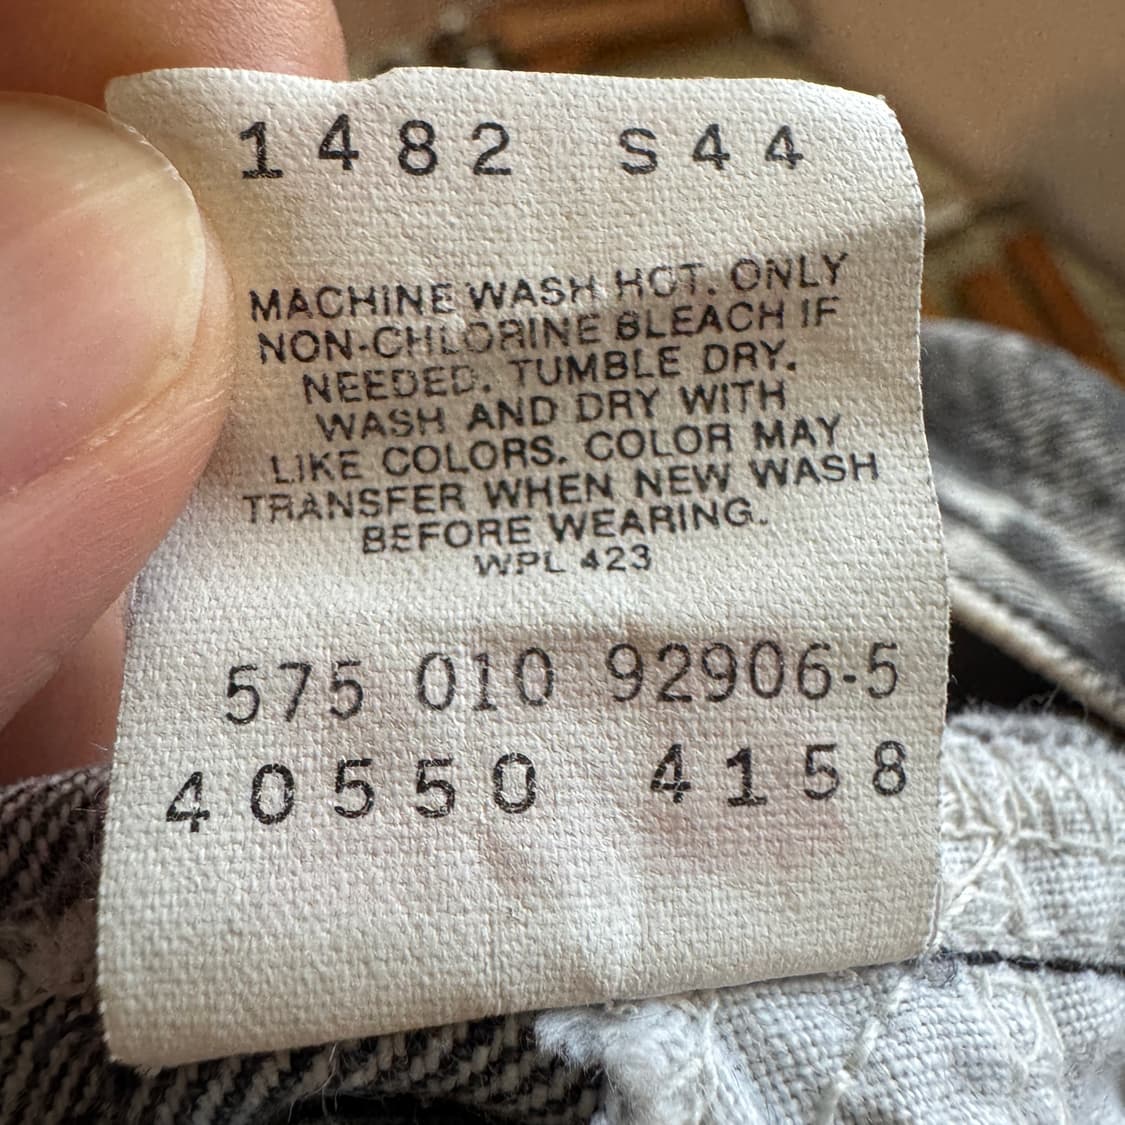 1482 S44
MACHINE WASH HOT. ONLY
NON-CHLORINE BLEACH IF
NEEDED. TUMBLE DRY.
WASH AND DRY WITH
LIKE COLORS. COLOR MAY
TRANSFER WHEN NEW WASH
BEFORE WEARING.
WPL 423
575 010 92906-5
40550 4158